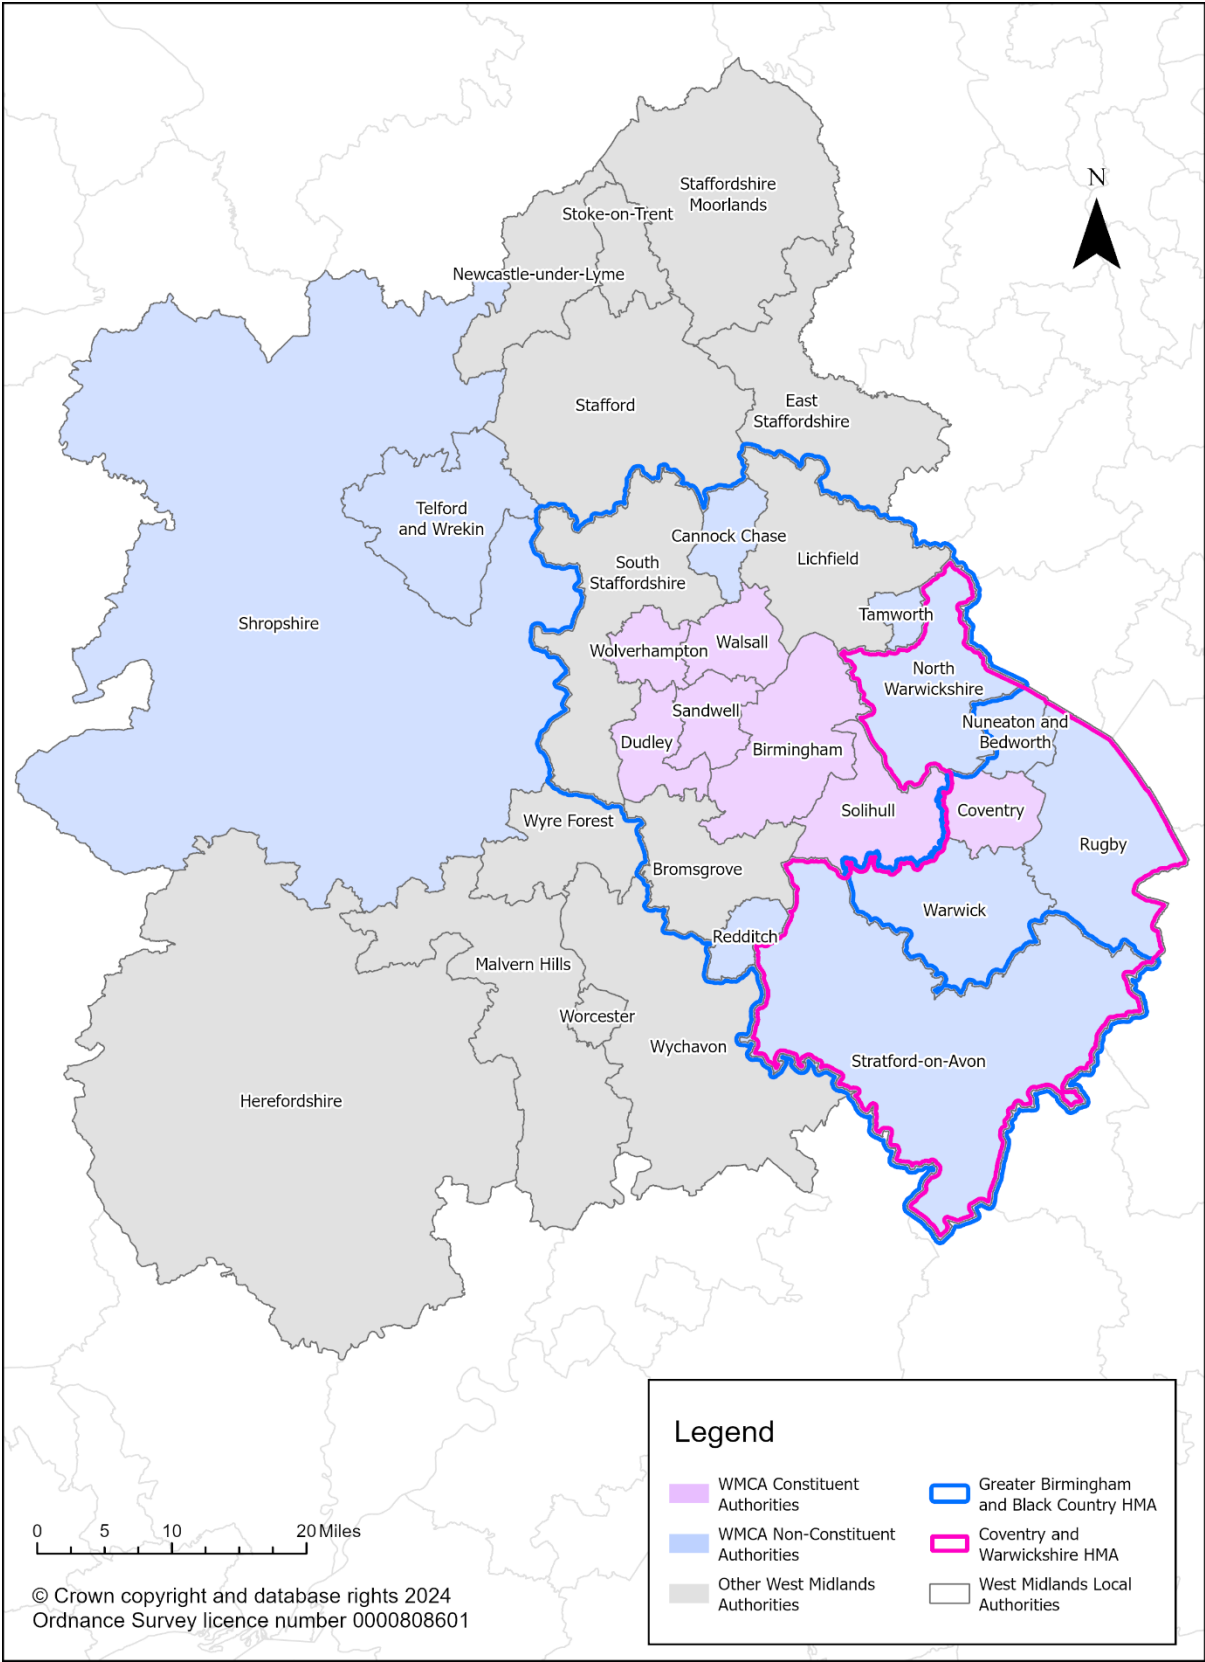 Staffordshire
Moorlands
N
Stoke-on-Trent
Newcastle-under-Lyme
Stafford
East
Staffordshire
Telford
and Wrekin
Cannock Chase
South
Staffordshire
Lichfield
Tamworth
Shropshire
Wolverhampton
Walsall
North
Warwickshire
Sandwell
Nuneaton and
Bedworth
Dudley
Birmingham
Wyre Forest
Solihull
Coventry
Rugby
Bromsgrove
Warwick
Redditch
Malvern Hills
Worcester
Wychavon
Stratford-on-Avon
Herefordshire
Legend
WMCA Constituent
Authorities
WMCA Non-Constituent
Authorities
Other West Midlands
Authorities
Greater Birmingham
and Black Country HMA
Coventry and
Warwickshire HMA
West Midlands Local
Authorities
0 5 10 20 Miles
© Crown copyright and database rights 2024
Ordnance Survey licence number 0000808601